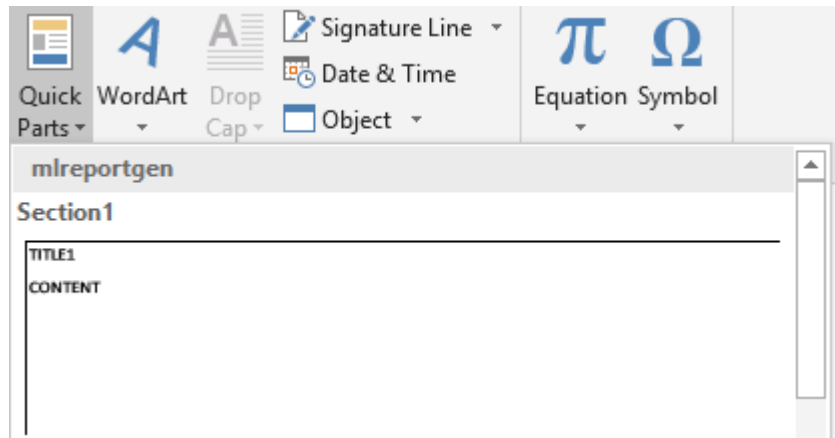 Signature Line
Date & Time
Object
Quick Parts
WordArt
Drop Cap
Equation
Symbol
mlreportgen
Section1
TITLE1
CONTENT